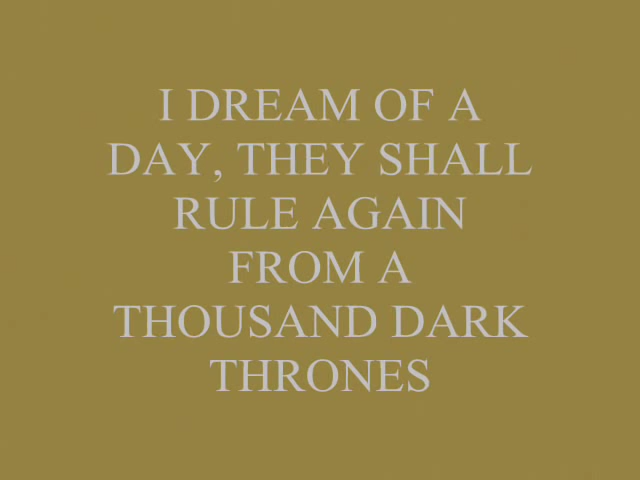 I DREAM OF A
DAY, THEY SHALL
RULE AGAIN
FROM A
THOUSAND DARK
THRONES